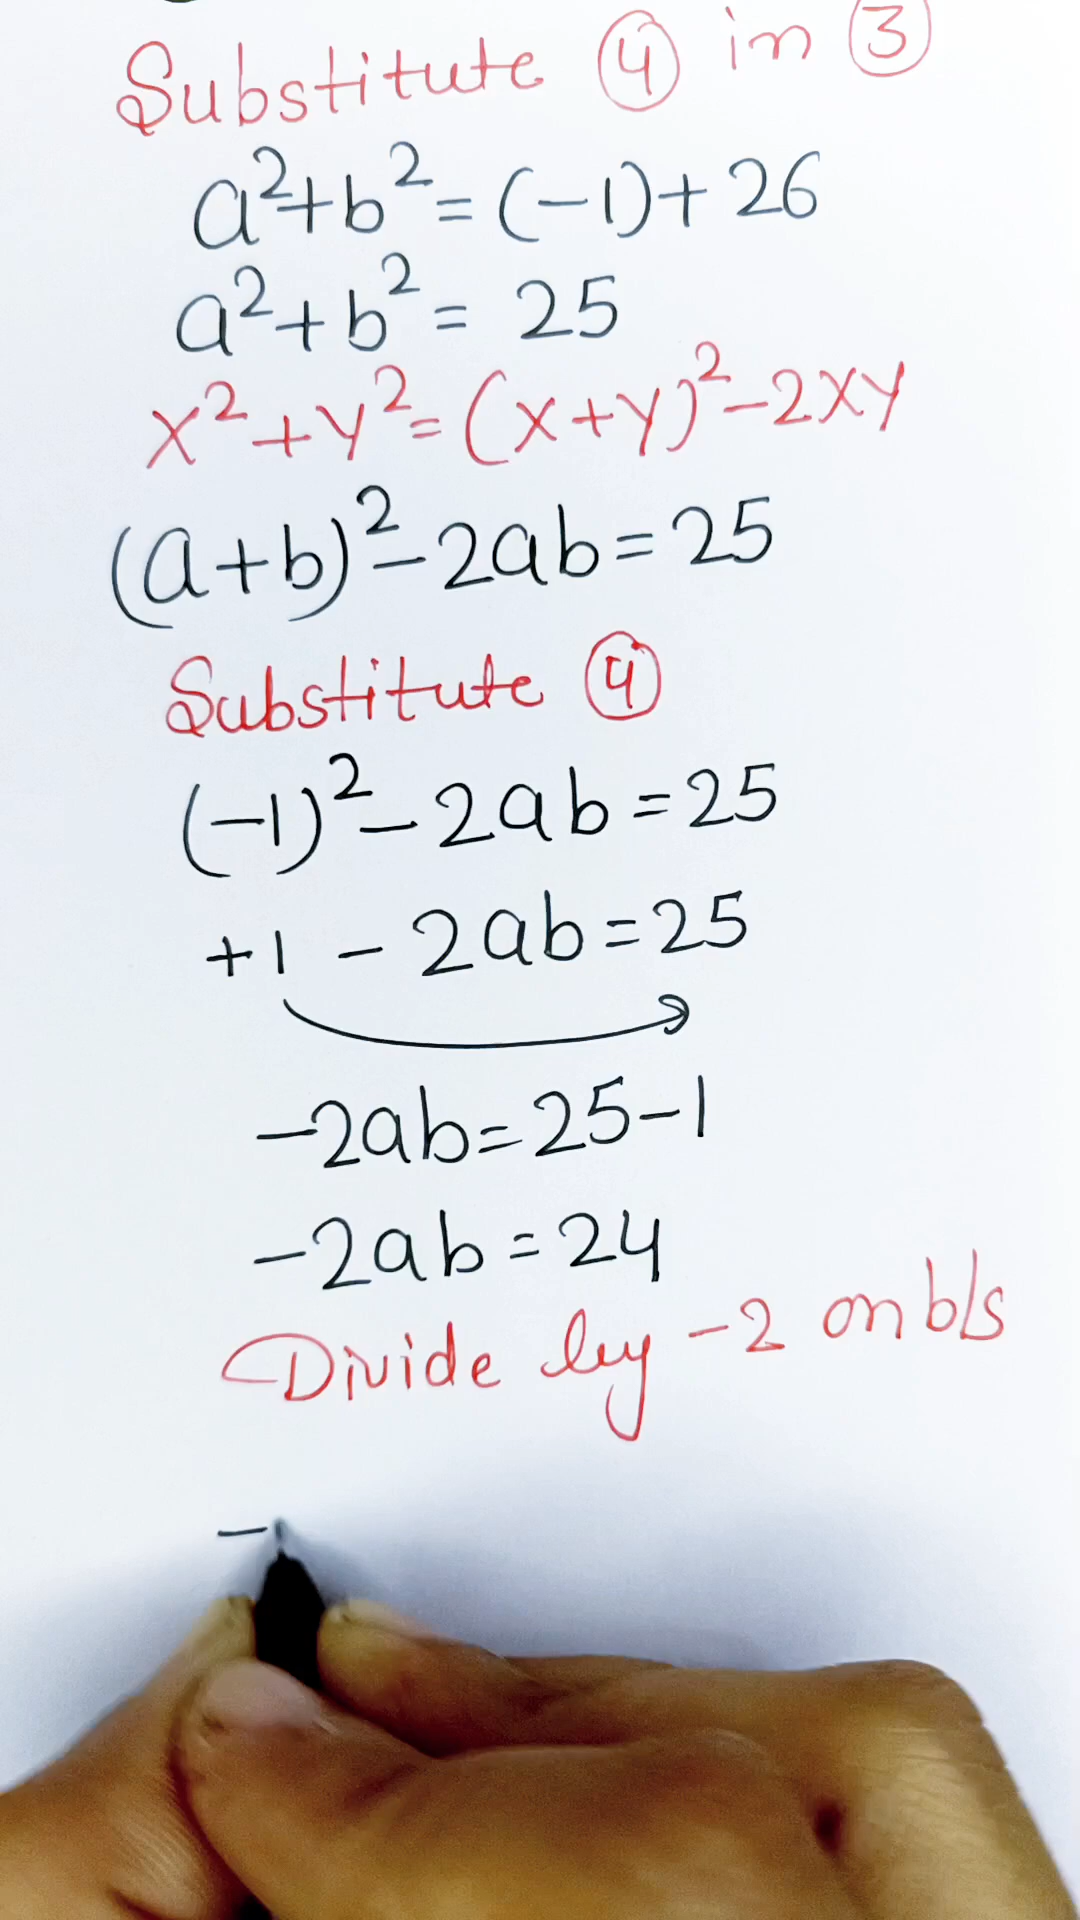 Substitute ④ in ③
a²+b²=(-1)+26
a²+b²= 25
x²+y²=(x+y)²-2xy
(a+b)²-2ab=25
Substitute ④
(-1)²-2ab=25
+1 - 2ab=25
-2ab=25-1
-2ab=24
Divide by -2 on b/s
-